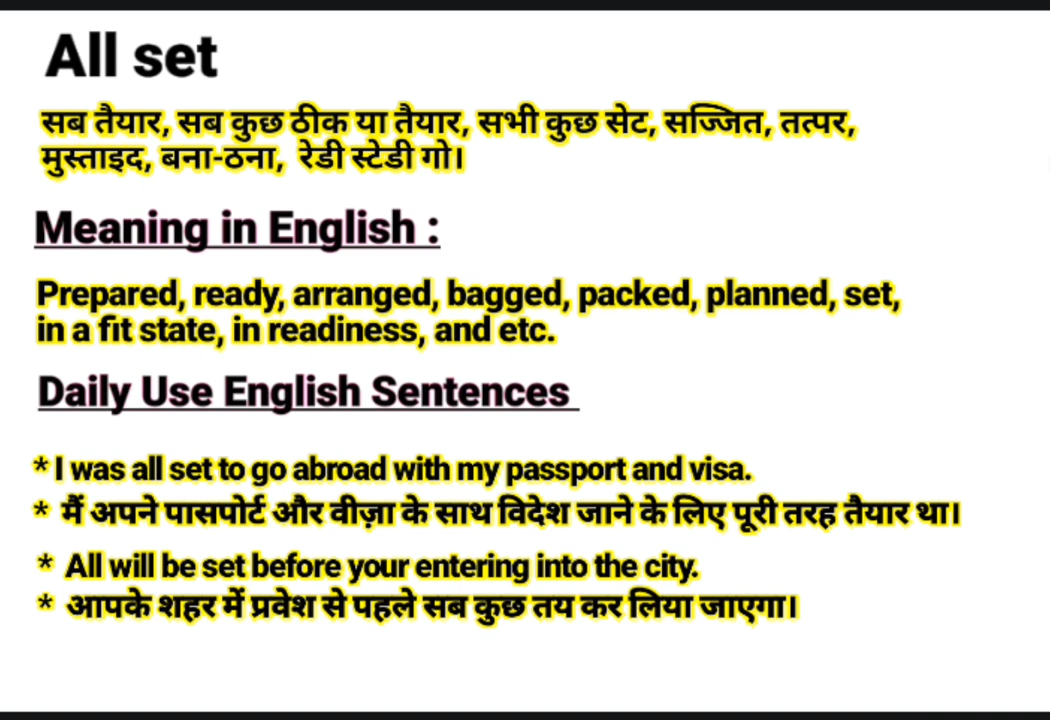 All set
सब तैयार, सब कुछ ठीक या तैयार, सभी कुछ सेट, सज्जित, तत्पर,
मुस्ताइद, बना-ठना, रेडी स्टेडी गो।
Meaning in English :
Prepared, ready, arranged, bagged, packed, planned, set,
in a fit state, in readiness, and etc.
Daily Use English Sentences
* I was all set to go abroad with my passport and visa.
* मैं अपने पासपोर्ट और वीज़ा के साथ विदेश जाने के लिए पूरी तरह तैयार था।
* All will be set before your entering into the city.
* आपके शहर में प्रवेश से पहले सब कुछ तय कर लिया जाएगा।